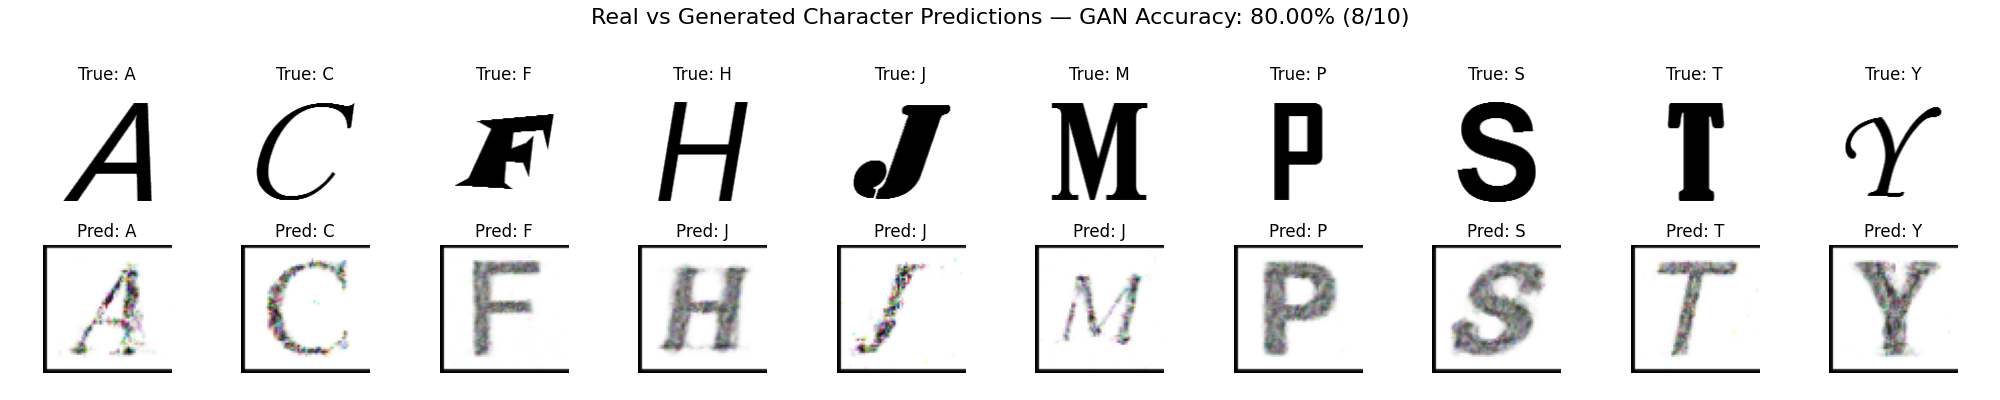 Real vs Generated Character Predictions — GAN Accuracy: 80.00% (8/10)
True: A True: C True: F True: H True: J True: M True: P True: S True: T True: Y
A C F H J M P S T Y
Pred: A Pred: C Pred: F Pred: J Pred: J Pred: J Pred: P Pred: S Pred: T Pred: Y
A C F H J M P S T Y